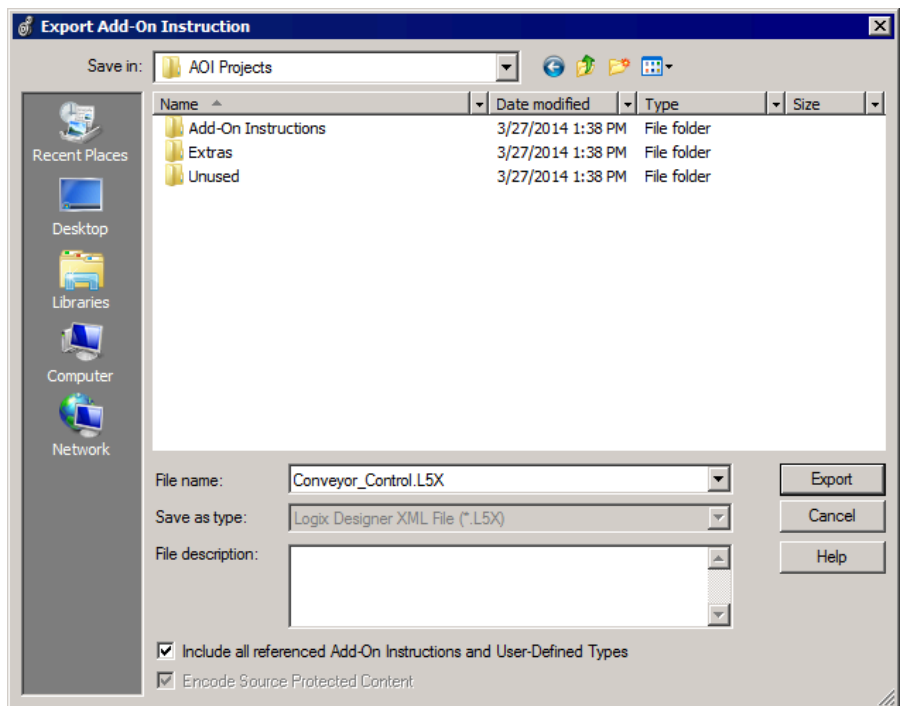 Export Add-On Instruction
Save in: AOI Projects
Name Date modified Type Size
Add-On Instructions 3/27/2014 1:38 PM File folder
Extras 3/27/2014 1:38 PM File folder
Unused 3/27/2014 1:38 PM File folder
Recent Places
Desktop
Libraries
Computer
Network
File name: Conveyor_Control.L5X Export
Save as type: Logix Designer XML File (*.L5X) Cancel
File description: Help
Include all referenced Add-On Instructions and User-Defined Types
Encode Source Protected Content